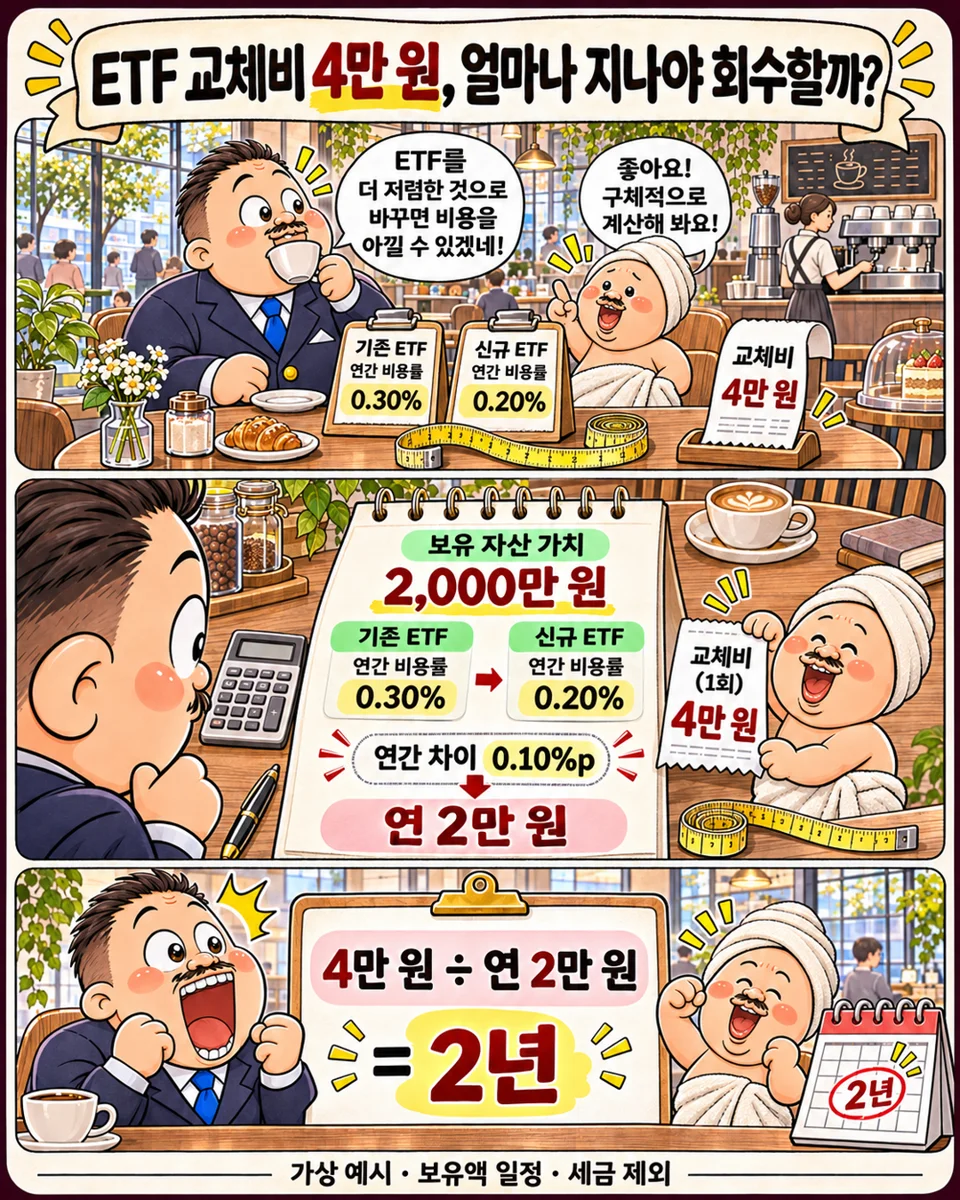 ETF 교체비 4만 원, 얼마나 지나야 회수할까?
ETF를
더 저렴한 것으로
바꾸면 비용을
아낄 수 있겠네!
좋아요!
구체적으로
계산해 봐요!
기존 ETF
연간 비용률
0.30%
신규 ETF
연간 비용률
0.20%
교체비
4만 원
보유 자산 가치
2,000만 원
기존 ETF
연간 비용률
0.30%
신규 ETF
연간 비용률
0.20%
연간 차이 0.10%p
연 2만 원
교체비
(1회)
4만 원
4만 원 ÷ 연 2만 원
= 2년
2년
가상 예시 · 보유액 일정 · 세금 제외